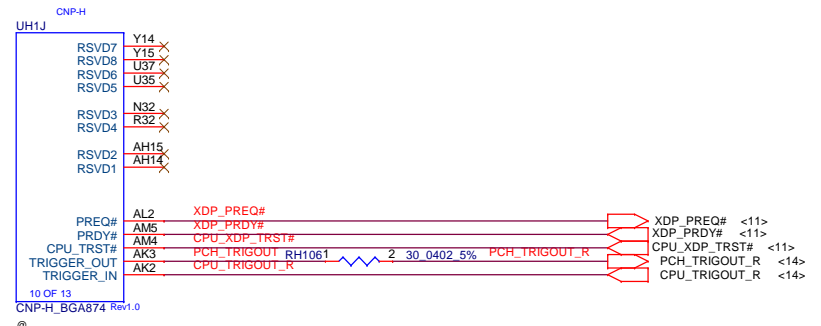 CNP-H
UH1J
RSVD7 Y14
RSVD8 Y15
RSVD6 U37
RSVD5 U35
RSVD3 N32
RSVD4 R32
RSVD2 AH15
RSVD1 AH14
PREQ# AL2 XDP_PREQ# XDP_PREQ# <11>
PRDY# AM5 XDP_PRDY# XDP_PRDY# <11>
CPU_TRST# AM4 CPU_XDP_TRST# CPU_XDP_TRST# <11>
TRIGGER_OUT AK3 PCH_TRIGOUT RH106 1 2 30_0402_5% PCH_TRIGOUT_R PCH_TRIGOUT_R <14>
TRIGGER_IN AK2 CPU_TRIGOUT_R CPU_TRIGOUT_R <14>
10 OF 13
CNP-H_BGA874 Rev1.0
@